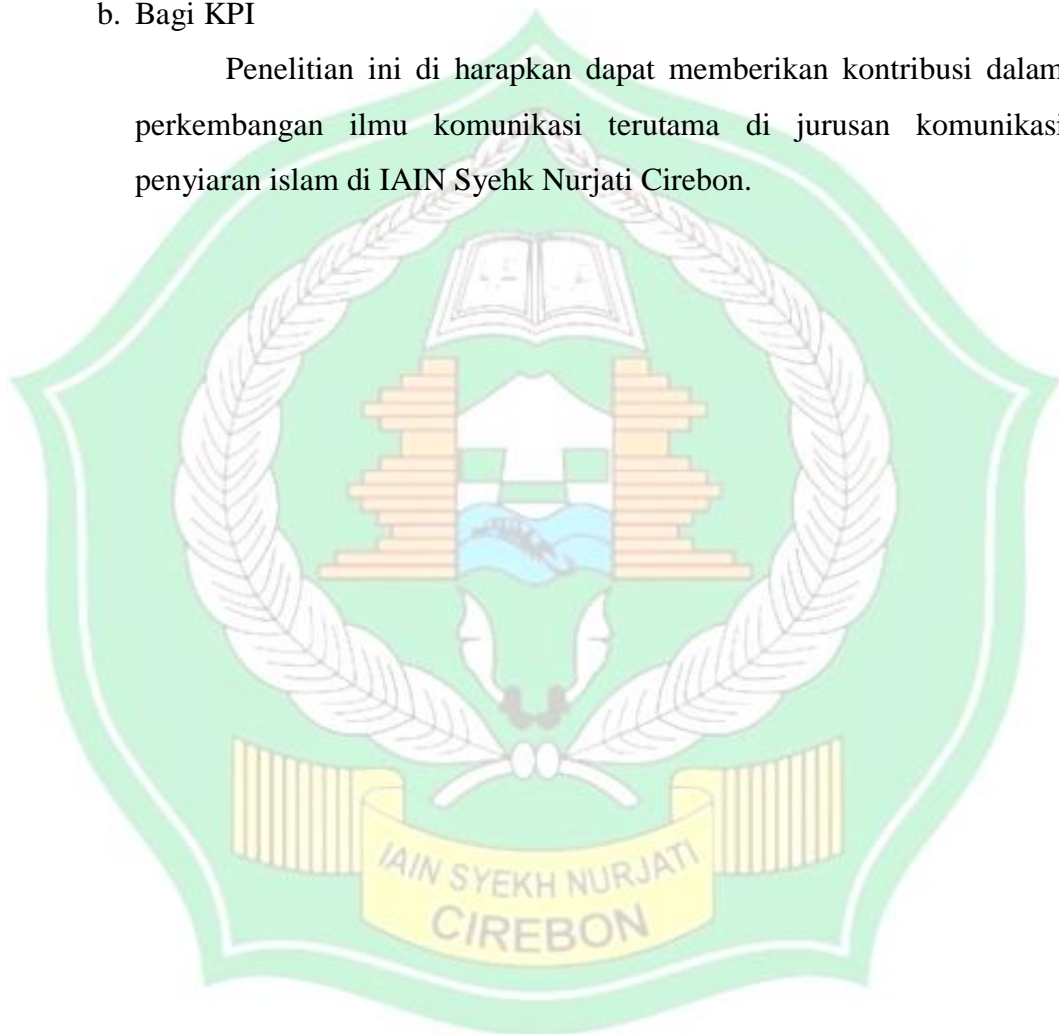 b. Bagi KPI
Penelitian ini di harapkan dapat memberikan kontribusi dalam
perkembangan ilmu komunikasi terutama di jurusan komunikasi
penyiaran islam di IAIN Syehk Nurjati Cirebon.
IAIN SYEKH NURJATI
CIREBON